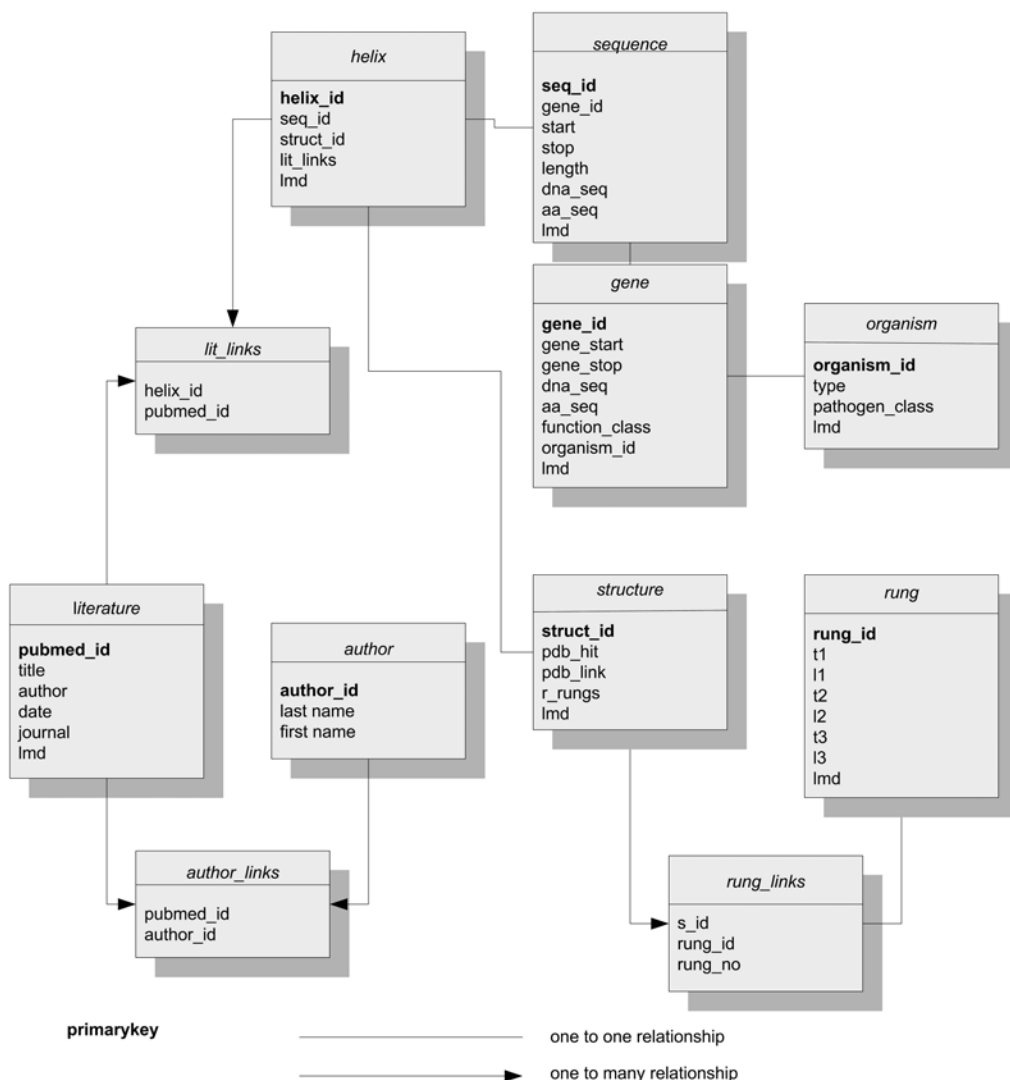 helix
helix_id
seq_id
struct_id
lit_links
lmd
sequence
seq_id
gene_id
start
stop
length
dna_seq
aa_seq
lmd
gene
gene_id
gene_start
gene_stop
dna_seq
aa_seq
function_class
organism_id
lmd
organism
organism_id
type
pathogen_class
lmd
lit_links
helix_id
pubmed_id
literature
pubmed_id
title
author
date
journal
lmd
author
author_id
last name
first name
structure
struct_id
pdb_hit
pdb_link
r_rungs
lmd
rung
rung_id
t1
l1
t2
l2
t3
l3
lmd
author_links
pubmed_id
author_id
rung_links
s_id
rung_id
rung_no
primarykey
one to one relationship
one to many relationship